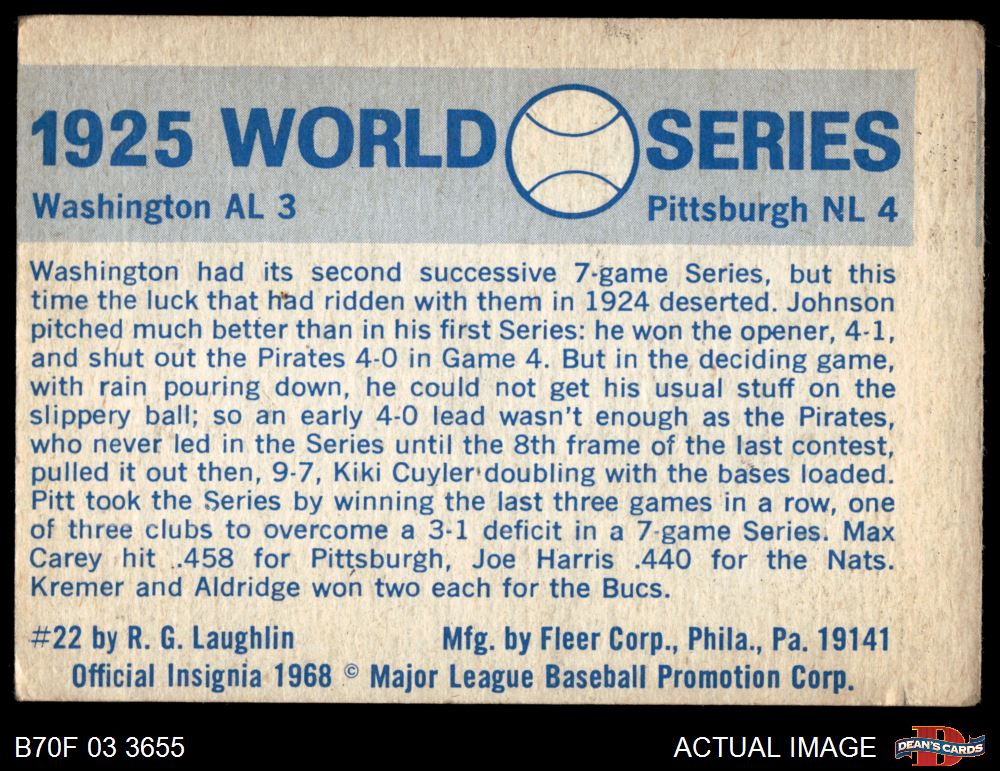 1925 WORLD SERIES
Washington AL 3
Pittsburgh NL 4
Washington had its second successive 7-game Series, but this
time the luck that had ridden with them in 1924 deserted. Johnson
pitched much better than in his first Series: he won the opener, 4-1,
and shut out the Pirates 4-0 in Game 4. But in the deciding game,
with rain pouring down, he could not get his usual stuff on the
slippery ball; so an early 4-0 lead wasn't enough as the Pirates,
who never led in the Series until the 8th frame of the last contest,
pulled it out then, 9-7, Kiki Cuyler doubling with the bases loaded.
Pitt took the Series by winning the last three games in a row, one
of three clubs to overcome a 3-1 deficit in a 7-game Series. Max
Carey hit .458 for Pittsburgh, Joe Harris .440 for the Nats.
Kremer and Aldridge won two each for the Bucs.
#22 by R. G. Laughlin
Mfg. by Fleer Corp., Phila., Pa. 19141
Official Insignia 1968 © Major League Baseball Promotion Corp.
B70F 03 3655
ACTUAL IMAGE
D
DEAN'S CARDS